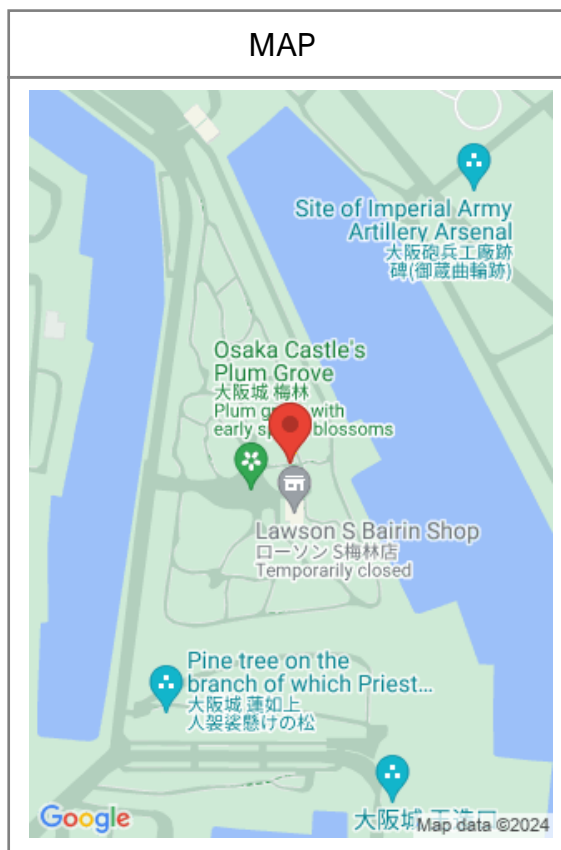 MAP
Site of Imperial Army
Artillery Arsenal
大阪砲兵工廠跡
碑(御蔵曲輪跡)
Osaka Castle's
Plum Grove
大阪城 梅林
Plum with
early blossoms
Lawson S Bairin Shop
ローソン S梅林店
Temporarily closed
Pine tree on the
branch of which Priest...
大阪城 蓮如上
人袈裟懸けの松
大阪城
Google
Map data ©2024